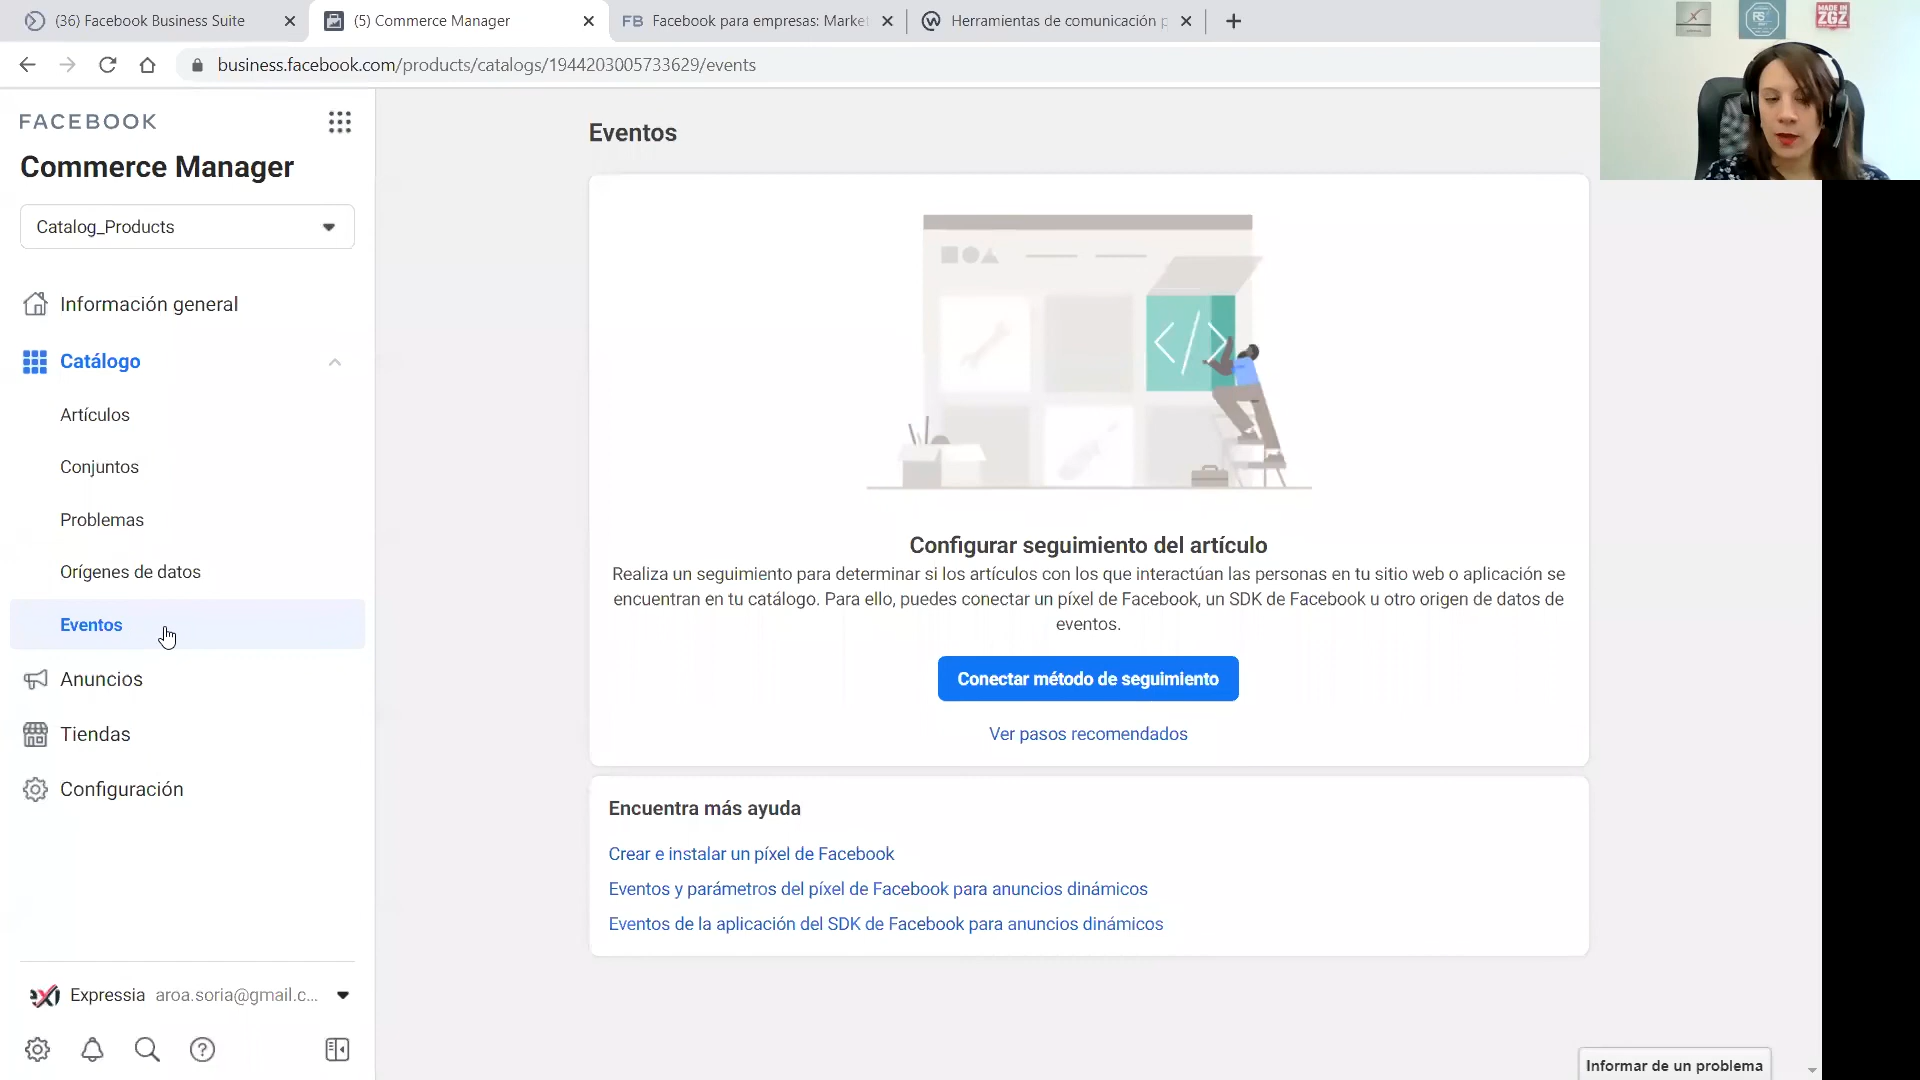 (36) Facebook Business Suite
(5) Commerce Manager
FB Facebook para empresas: Marke
Herramientas de comunicación p
business.facebook.com/products/catalogs/1944203005733629/events
RS
MADE IN
ZGZ
FACEBOOK
Commerce Manager
Catalog_Products
Información general
Catálogo
Artículos
Conjuntos
Problemas
Orígenes de datos
Eventos
Anuncios
Tiendas
Configuración
Expressia aroa.soria@gmail.c...
Eventos
</>
Configurar seguimiento del artículo
Realiza un seguimiento para determinar si los artículos con los que interactúan las personas en tu sitio web o aplicación se
encuentran en tu catálogo. Para ello, puedes conectar un píxel de Facebook, un SDK de Facebook u otro origen de datos de
eventos.
Conectar método de seguimiento
Ver pasos recomendados
Encuentra más ayuda
Crear e instalar un píxel de Facebook
Eventos y parámetros del píxel de Facebook para anuncios dinámicos
Eventos de la aplicación del SDK de Facebook para anuncios dinámicos
Informar de un problema